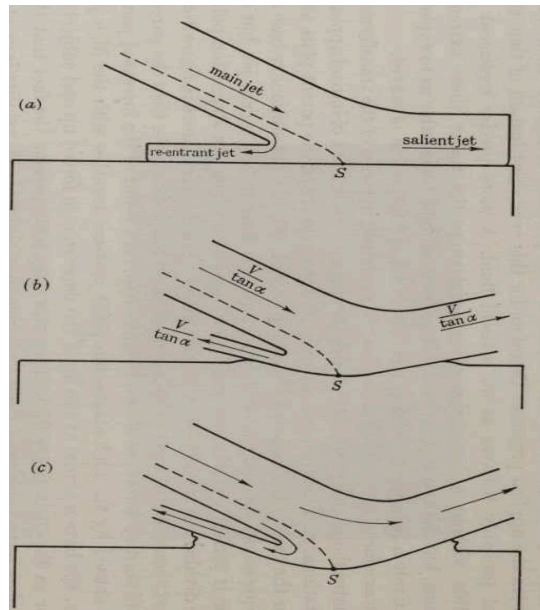 (a)
main jet
re-entrant jet
salient jet
S
(b)
V
tan α
V
tan α
V
tan α
S
(c)
S